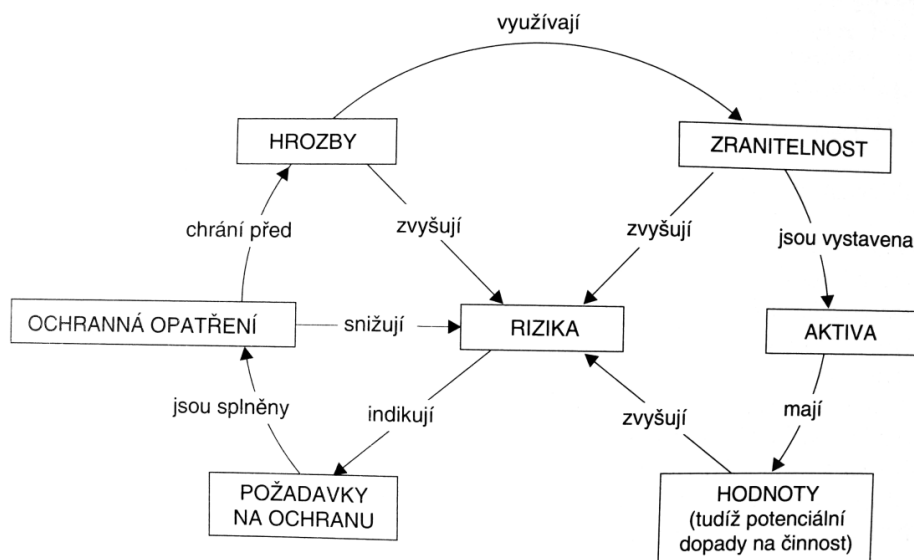 využívají
HROZBY
ZRANITELNOST
chrání před
zvyšují
zvyšují
jsou vystavena
OCHRANNÁ OPATŘENÍ
snižují
RIZIKA
AKTIVA
jsou splněny
indikují
zvyšují
mají
POŽADAVKY
NA OCHRANU
HODNOTY
(tudíž potenciální
dopady na činnost)